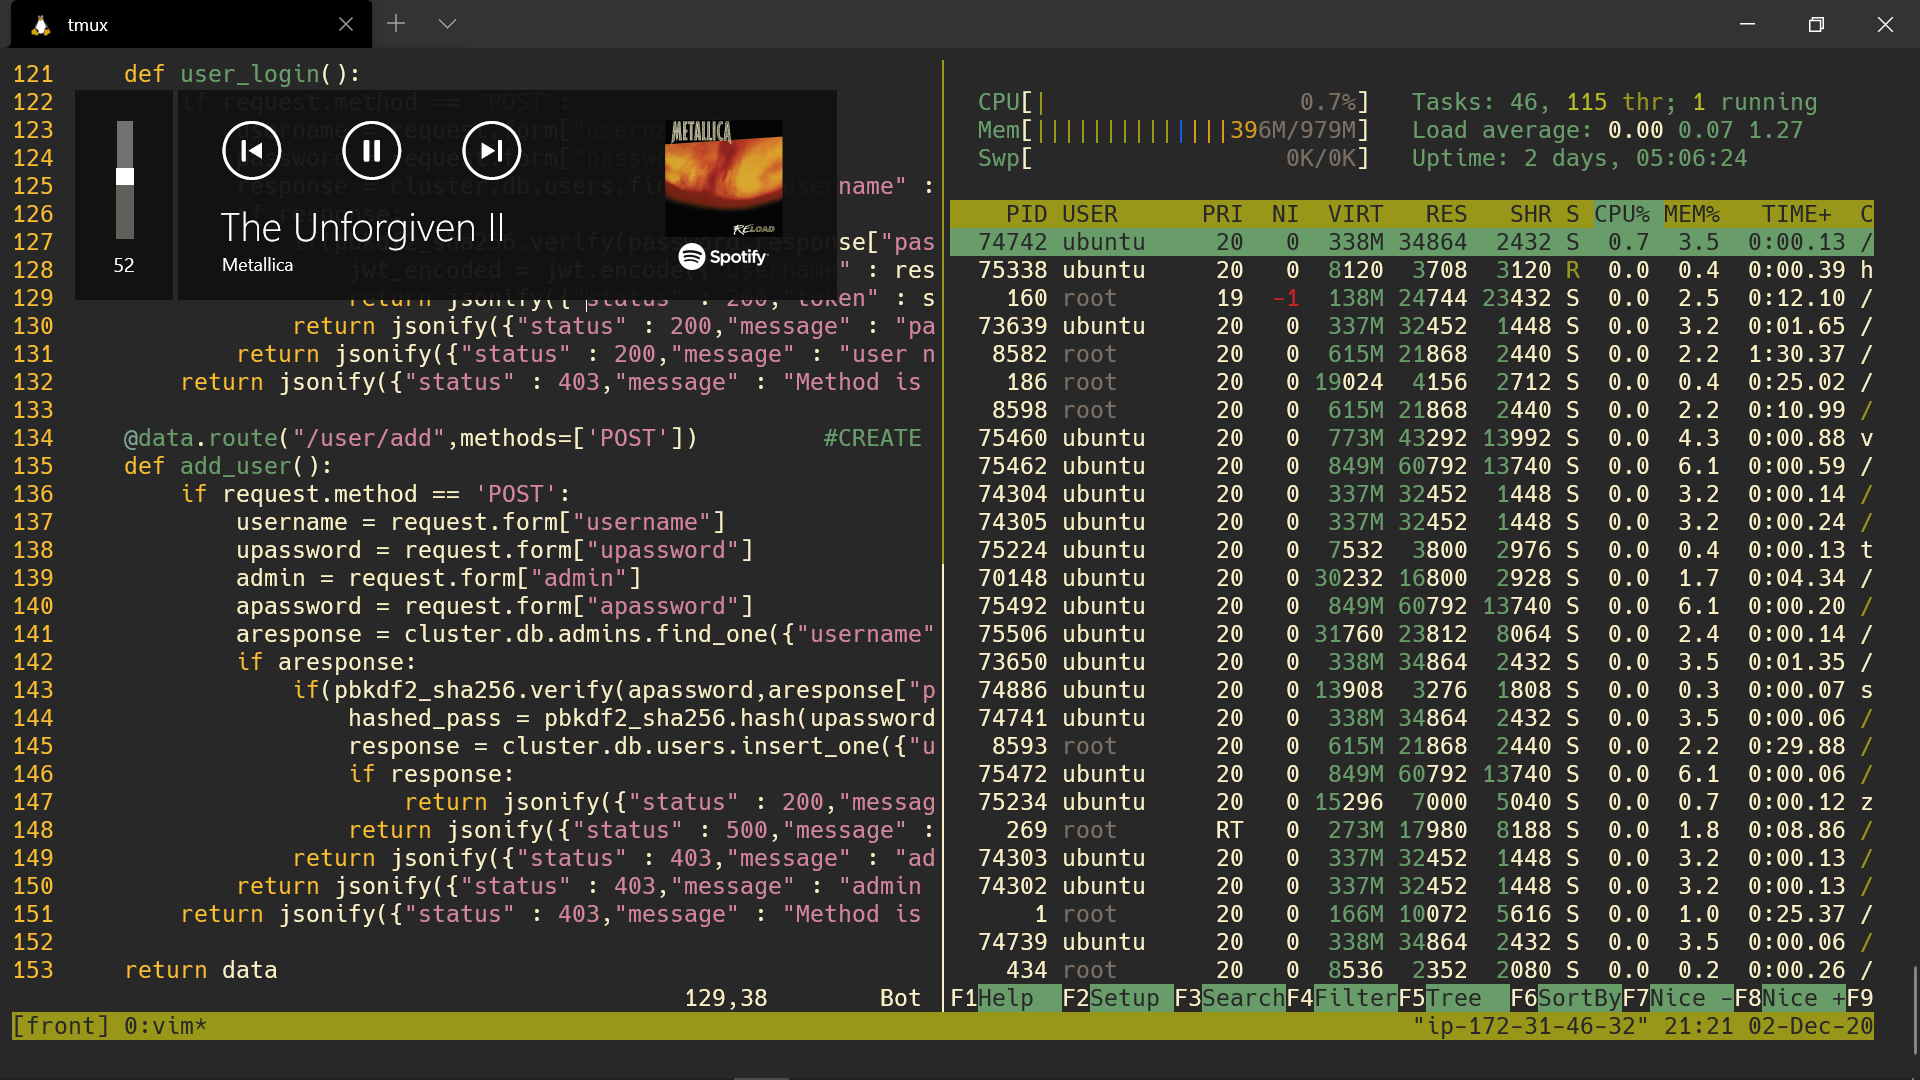 tmux
121 def user_login():
122 if request.method == 'POST':
123
124
125 name" :
126
127 se["pas
128 " : res
129 return jsonify({"status" : 200,"token" : s
130 return jsonify({"status" : 200,"message" : "pa
131 return jsonify({"status" : 200,"message" : "user n
132 return jsonify({"status" : 403,"message" : "Method is
133
134 @data.route("/user/add",methods=['POST']) #CREATE
135 def add_user():
136 if request.method == 'POST':
137 username = request.form["username"]
138 upassword = request.form["upassword"]
139 admin = request.form["admin"]
140 apassword = request.form["apassword"]
141 aresponse = cluster.db.admins.find_one({"username"
142 if aresponse:
143 if(pbkdf2_sha256.verify(apassword,aresponse["p
144 hashed_pass = pbkdf2_sha256.hash(upassword
145 response = cluster.db.users.insert_one({"u
146 if response:
147 return jsonify({"status" : 200,"messag
148 return jsonify({"status" : 500,"message" :
149 return jsonify({"status" : 403,"message" : "ad
150 return jsonify({"status" : 403,"message" : "admin
151 return jsonify({"status" : 403,"message" : "Method is
152
153 return data
129,38 Bot
52
The Unforgiven II
Metallica
METALLICA
RELOAD
Spotify
CPU[| 0.7%] Tasks: 46, 115 thr; 1 running
Mem[||||||||||||||396M/979M] Load average: 0.00 0.07 1.27
Swp[ 0K/0K] Uptime: 2 days, 05:06:24
PID USER PRI NI VIRT RES SHR S CPU% MEM% TIME+ C
74742 ubuntu 20 0 338M 34864 2432 S 0.7 3.5 0:00.13 /
75338 ubuntu 20 0 8120 3708 3120 R 0.0 0.4 0:00.39 h
160 root 19 -1 138M 24744 23432 S 0.0 2.5 0:12.10 /
73639 ubuntu 20 0 337M 32452 1448 S 0.0 3.2 0:01.65 /
8582 root 20 0 615M 21868 2440 S 0.0 2.2 1:30.37 /
186 root 20 0 19024 4156 2712 S 0.0 0.4 0:25.02 /
8598 root 20 0 615M 21868 2440 S 0.0 2.2 0:10.99 /
75460 ubuntu 20 0 773M 43292 13992 S 0.0 4.3 0:00.88 v
75462 ubuntu 20 0 849M 60792 13740 S 0.0 6.1 0:00.59 /
74304 ubuntu 20 0 337M 32452 1448 S 0.0 3.2 0:00.14 /
74305 ubuntu 20 0 337M 32452 1448 S 0.0 3.2 0:00.24 /
75224 ubuntu 20 0 7532 3800 2976 S 0.0 0.4 0:00.13 t
70148 ubuntu 20 0 30232 16800 2928 S 0.0 1.7 0:04.34 /
75492 ubuntu 20 0 849M 60792 13740 S 0.0 6.1 0:00.20 /
75506 ubuntu 20 0 31760 23812 8064 S 0.0 2.4 0:00.14 /
73650 ubuntu 20 0 338M 34864 2432 S 0.0 3.5 0:01.35 /
74886 ubuntu 20 0 13908 3276 1808 S 0.0 0.3 0:00.07 s
74741 ubuntu 20 0 338M 34864 2432 S 0.0 3.5 0:00.06 /
8593 root 20 0 615M 21868 2440 S 0.0 2.2 0:29.88 /
75472 ubuntu 20 0 849M 60792 13740 S 0.0 6.1 0:00.06 /
75234 ubuntu 20 0 15296 7000 5040 S 0.0 0.7 0:00.12 z
269 root RT 0 273M 17980 8188 S 0.0 1.8 0:08.86 /
74303 ubuntu 20 0 337M 32452 1448 S 0.0 3.2 0:00.13 /
74302 ubuntu 20 0 337M 32452 1448 S 0.0 3.2 0:00.13 /
1 root 20 0 166M 10072 5616 S 0.0 1.0 0:25.37 /
74739 ubuntu 20 0 338M 34864 2432 S 0.0 3.5 0:00.06 /
434 root 20 0 8536 2352 2080 S 0.0 0.2 0:00.26 /
F1Help F2Setup F3SearchF4FilterF5Tree F6SortByF7Nice -F8Nice +F9
[front] 0:vim* "ip-172-31-46-32" 21:21 02-Dec-20